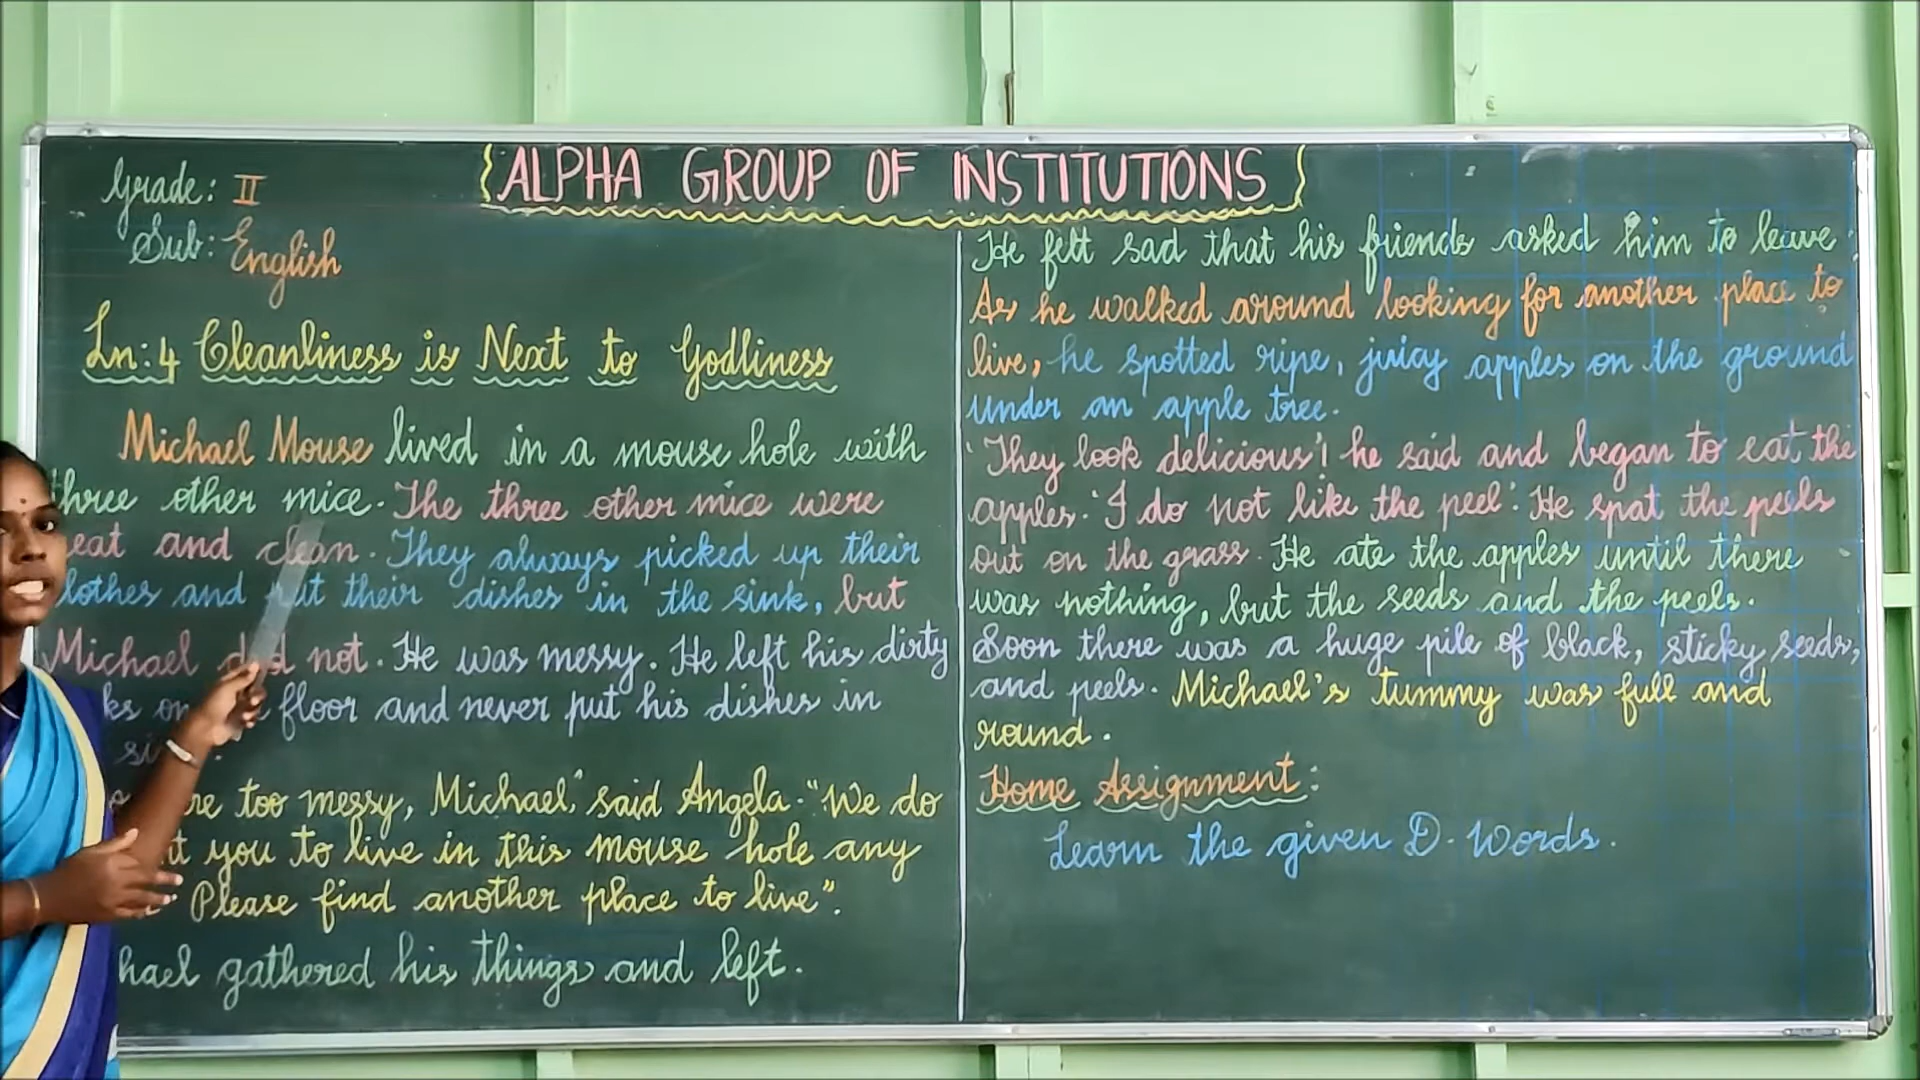 ALPHA GROUP OF INSTITUTIONS
Grade: II
Sub: English
Ln: 4 Cleanliness is Next to Godliness
Michael Mouse lived in a mouse hole with
three other mice. The three other mice were
eat and clean. They always picked up their
lothes and put their dishes in the sink, but
Michael did not. He was messy. He left his dirty
ks on floor and never put his dishes in
si .
re too messy, Michael," said Angela. "We do
t you to live in this mouse hole any
Please find another place to live".
hael gathered his things and left.
He felt sad that his friends asked him to leave.
As he walked around looking for another place to
live, he spotted ripe, juicy apples on the ground
under an apple tree.
'They look delicious'! he said and began to eat the
apples. 'I do not like the peel'. He spat the peels
out on the grass. He ate the apples until there
was nothing, but the seeds and the peels.
Soon there was a huge pile of black, sticky seeds,
and peels. Michael's tummy was full and
round.
Home Assignment:
Learn the given D. Words.